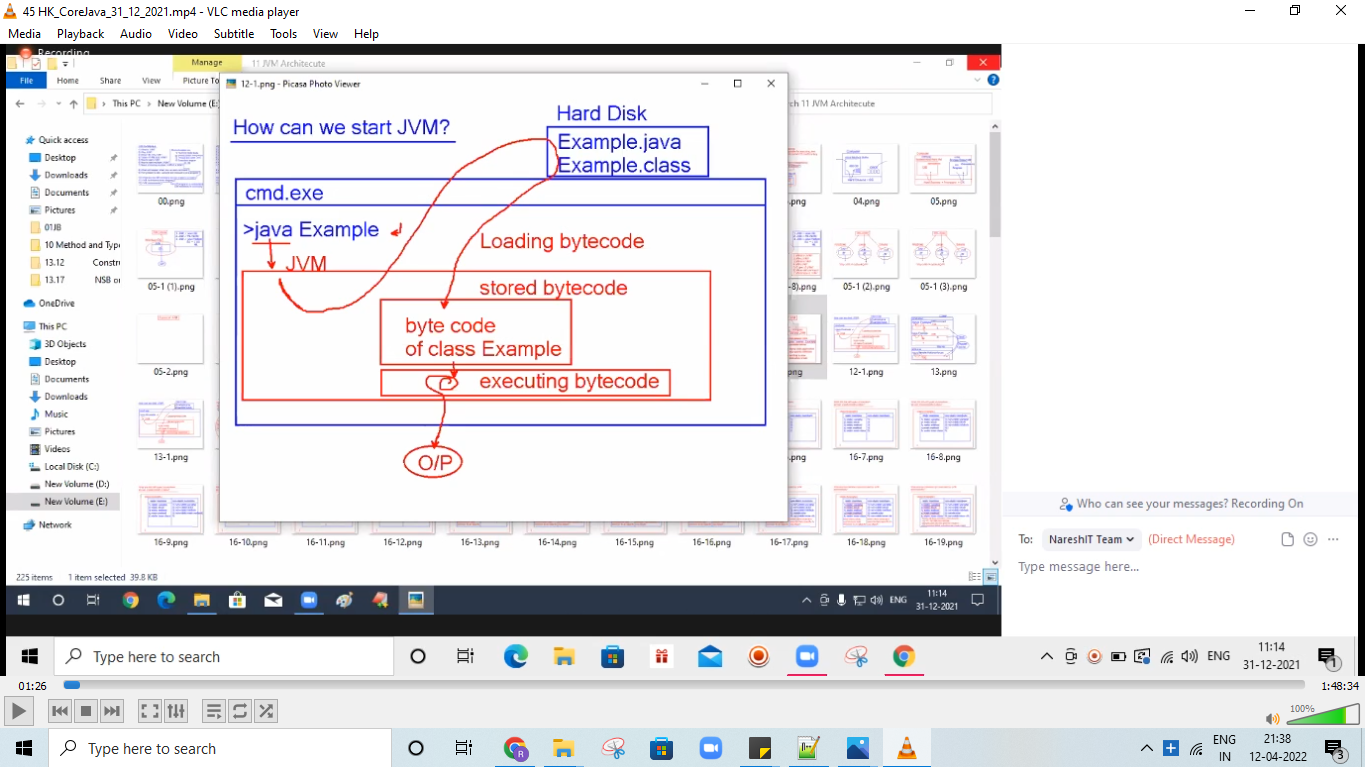 45 HK_CoreJava_31_12_2021.mp4 - VLC media player
Media Playback Audio Video Subtitle Tools View Help
Recording
Manage 11 JVM Architecute
File Home Share View Picture To
This PC New Volume (E:
ch 11 JVM Architecute
12-1.png - Picasa Photo Viewer
How can we start JVM?
Hard Disk
Example.java
Example.class
cmd.exe
>java Example
Loading bytecode
JVM
stored bytecode
byte code
of class Example
executing bytecode
O/P
Quick access
Desktop
Downloads
Documents
Pictures
01JB
10 Method and Type
13.12 Constru
13.17 NSB or
OneDrive
This PC
3D Objects
Desktop
Documents
Downloads
Music
Pictures
Videos
Local Disk (C:)
New Volume (D:)
New Volume (E:)
Network
00.png 04.png 05.png
05-1 (1).png -8).png 05-1 (2).png 05-1 (3).png
05-2.png png 12-1.png 13.png
13-1.png .png 16-7.png 16-8.png
16-9.png 16-10.png 16-11.png 16-12.png 16-13.png 16-14.png 16-15.png 16-16.png 16-17.png 16-18.png 16-19.png
225 items 1 item selected 39.8 KB
ENG 11:14
31-12-2021
Who can see your messages? Recording On
To: NareshIT Team (Direct Message)
Type message here...
Type here to search
ENG 11:14
31-12-2021
1
01:26 1:48:34
100%
Type here to search
ENG 21:38
IN 12-04-2022
3